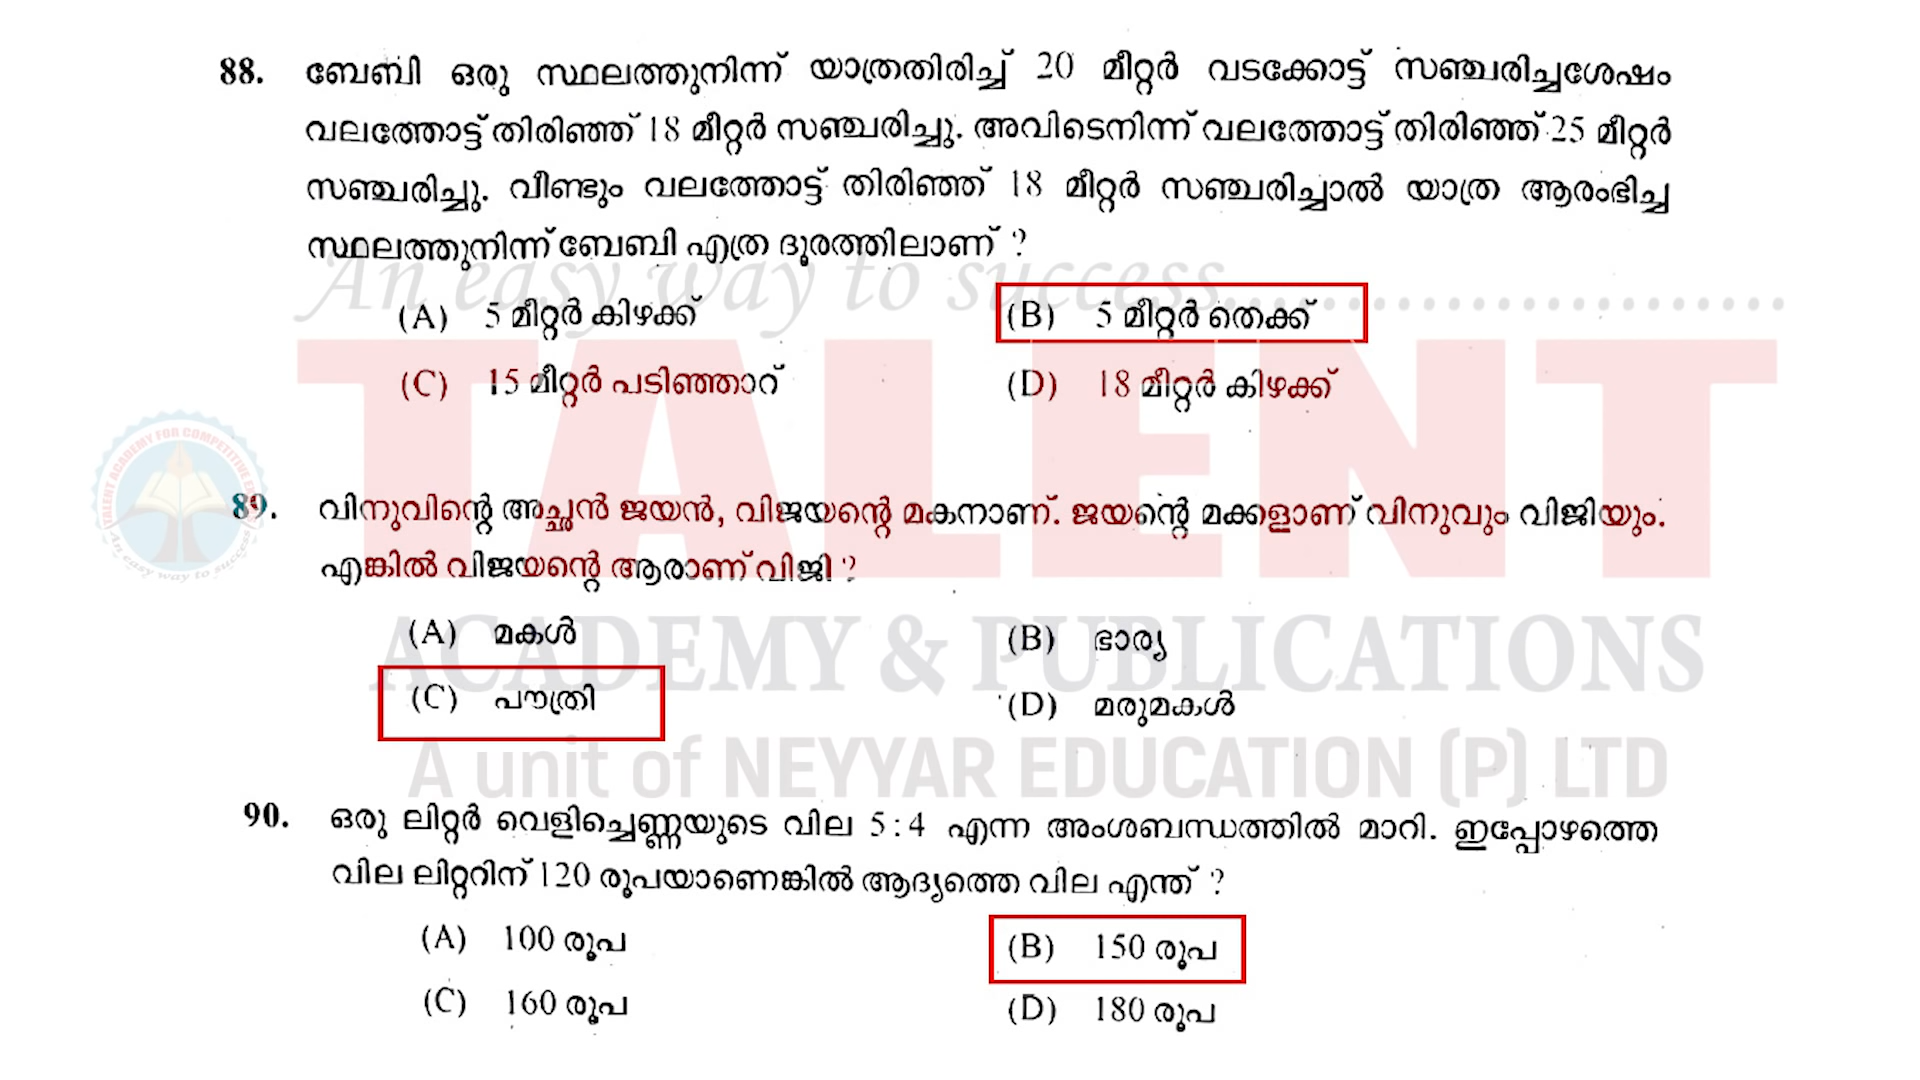 88. ബേബി ഒരു സ്ഥലത്തുനിന്ന് യാത്രതിരിച്ച് 20 മീറ്റർ വടക്കോട്ട് സഞ്ചരിച്ചശേഷം
വലത്തോട്ട് തിരിഞ്ഞ് 18 മീറ്റർ സഞ്ചരിച്ചു. അവിടെനിന്ന് വലത്തോട്ട് തിരിഞ്ഞ് 25 മീറ്റർ
സഞ്ചരിച്ചു. വീണ്ടും വലത്തോട്ട് തിരിഞ്ഞ് 18 മീറ്റർ സഞ്ചരിച്ചാൽ യാത്ര ആരംഭിച്ച
സ്ഥലത്തുനിന്ന് ബേബി എത്ര ദൂരത്തിലാണ് ?
An easy way to success......................
(A) 5 മീറ്റർ കിഴക്ക് (B) 5 മീറ്റർ തെക്ക്
(C) 15 മീറ്റർ പടിഞ്ഞാറ് (D) 18 മീറ്റർ കിഴക്ക്
TALENT
89. വിനുവിന്റെ അച്ഛൻ ജയൻ, വിജയന്റെ മകനാണ്. ജയന്റെ മക്കളാണ് വിനുവും വിജിയും.
എങ്കിൽ വിജയന്റെ ആരാണ് വിജി ?
(A) മകൾ (B) ഭാര്യ
ACADEMY & PUBLICATIONS
(C) പൗത്രി (D) മരുമകൾ
A unit of NEYYAR EDUCATION (P) LTD
90. ഒരു ലിറ്റർ വെളിച്ചെണ്ണയുടെ വില 5 : 4 എന്ന അംശബന്ധത്തിൽ മാറി. ഇപ്പോഴത്തെ
വില ലിറ്ററിന് 120 രൂപയാണെങ്കിൽ ആദ്യത്തെ വില എന്ത് ?
(A) 100 രൂപ (B) 150 രൂപ
(C) 160 രൂപ (D) 180 രൂപ